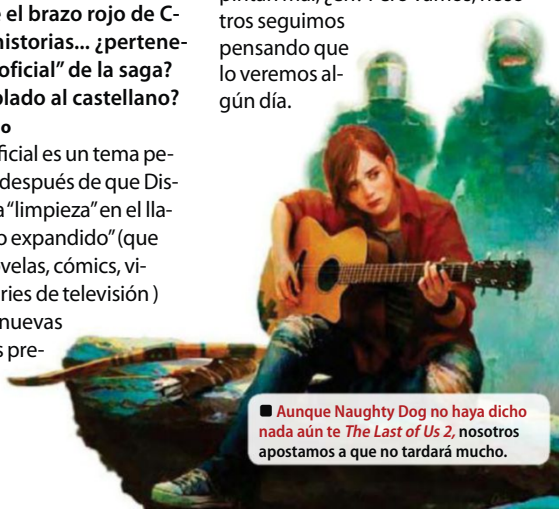 e el brazo rojo de C-
historias... ¿pertene-
oficial” de la saga?
blado al castellano?
o
ficial es un tema pe-
después de que Dis-
a “limpieza” en el lla-
o expandido” (que
velas, cómics, vi-
ries de televisión )
nuevas
s pre-
pintan mal, ¿eh? Pero vamos, noso-
tros seguimos
pensando que
lo veremos al-
gún día.
Aunque Naughty Dog no haya dicho
nada aún te The Last of Us 2, nosotros
apostamos a que no tardará mucho.